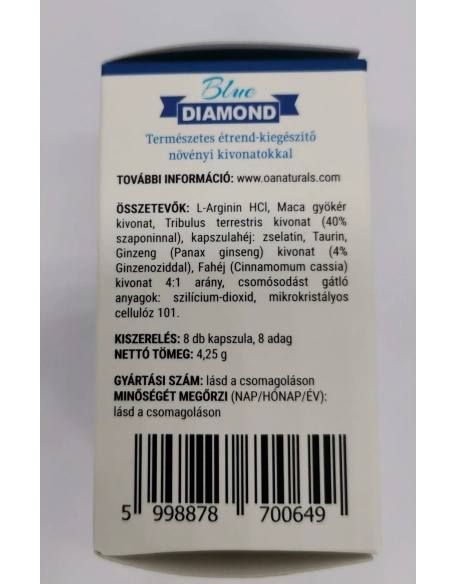 Blue
DIAMOND
Természetes étrend-kiegészítő
növényi kivonatokkal
TOVÁBBI INFORMÁCIÓ: www.oanaturals.com
ÖSSZETEVŐK: L-Arginin HCl, Maca gyökér
kivonat, Tribulus terrestris kivonat (40%
szaponinnal), kapszulahéj: zselatin, Taurin,
Ginzeng (Panax ginseng) kivonat (4%
Ginzenoziddal), Fahéj (Cinnamomum cassia)
kivonat 4:1 arány, csomósodást gátló
anyagok: szilícium-dioxid, mikrokristályos
cellulóz 101.
KISZERELÉS: 8 db kapszula, 8 adag
NETTÓ TÖMEG: 4,25 g
GYÁRTÁSI SZÁM: lásd a csomagoláson
MINŐSÉGÉT MEGŐRZI (NAP/HÓNAP/ÉV):
lásd a csomagoláson
5 998878 700649